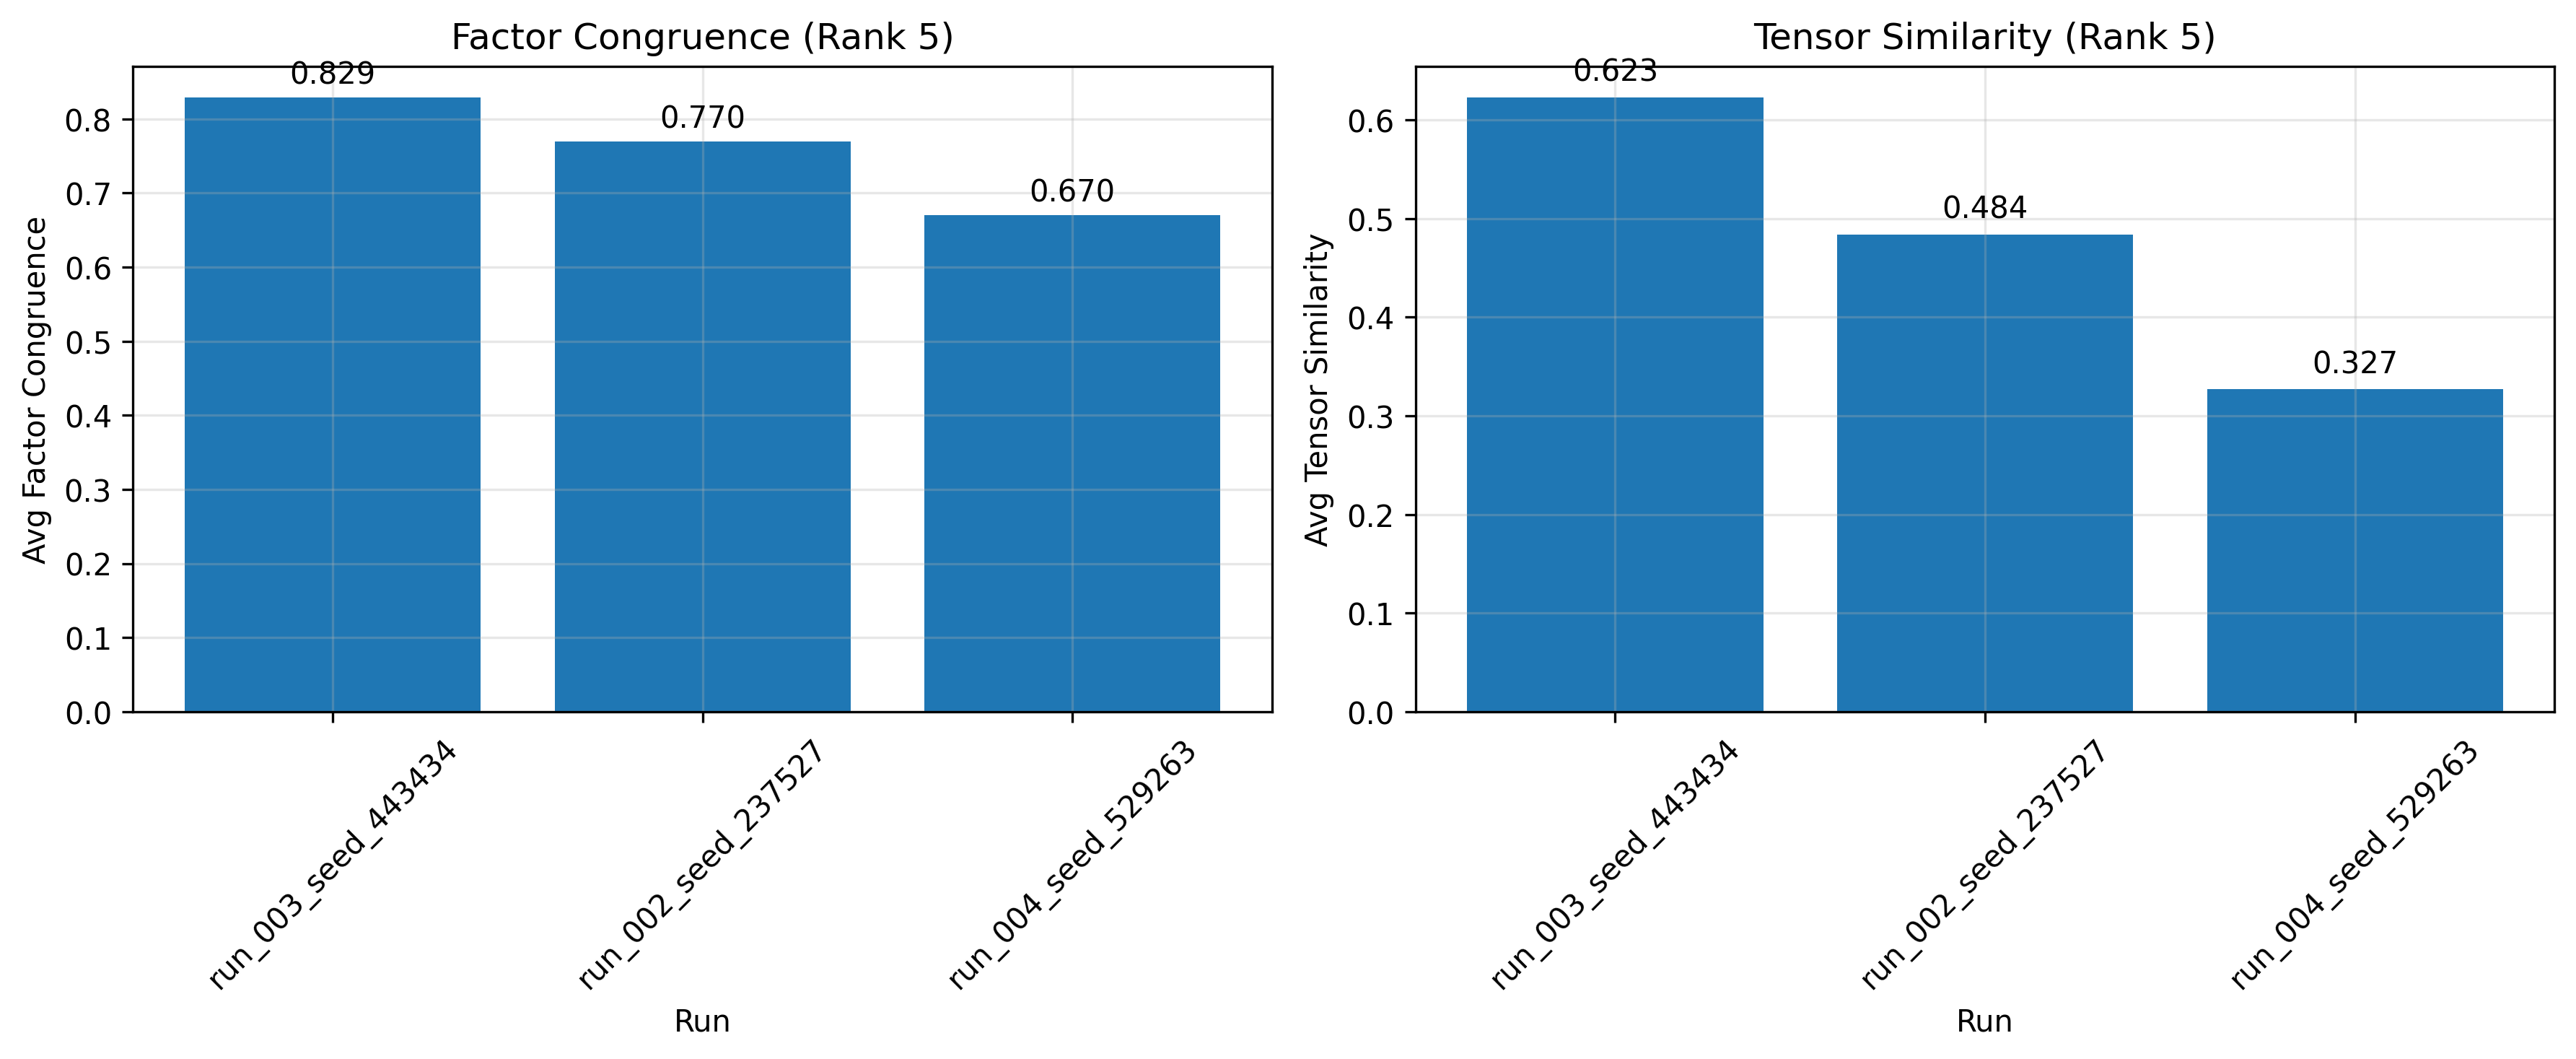 Factor Congruence (Rank 5)
Avg Factor Congruence
0.8
0.7
0.6
0.5
0.4
0.3
0.2
0.1
0.0
0.829
0.770
0.670
run_003_seed_443434
run_002_seed_237527
run_004_seed_529263
Run
Tensor Similarity (Rank 5)
Avg Tensor Similarity
0.6
0.5
0.4
0.3
0.2
0.1
0.0
0.623
0.484
0.327
run_003_seed_443434
run_002_seed_237527
run_004_seed_529263
Run